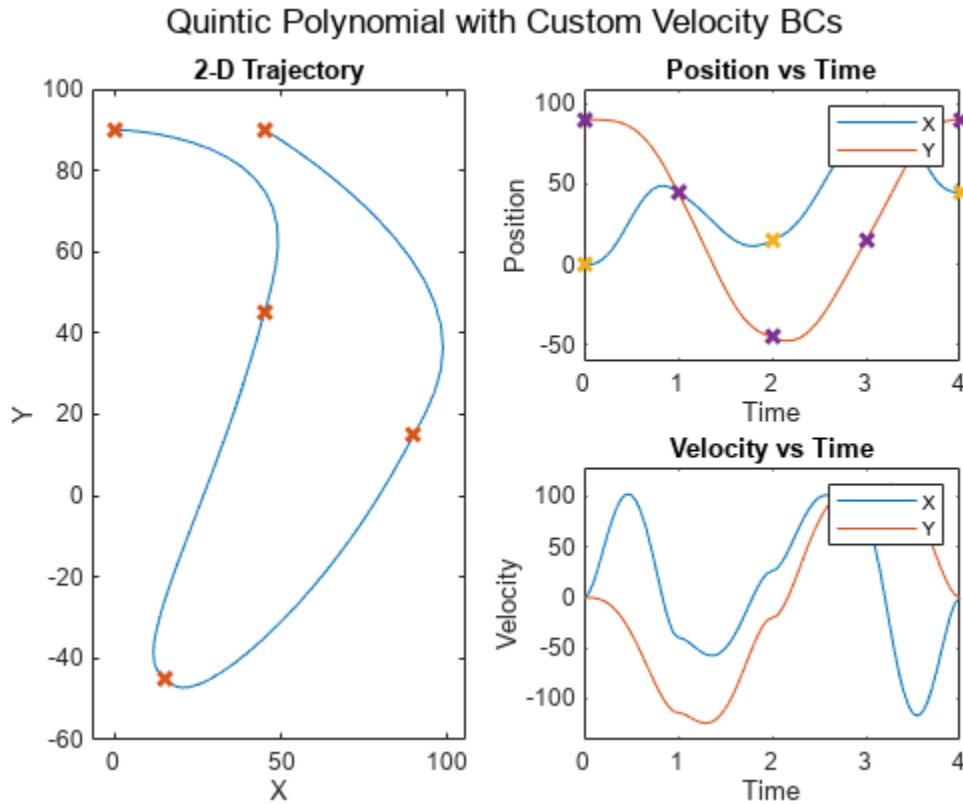 Quintic Polynomial with Custom Velocity BCs
2-D Trajectory
100
80
60
40
20
0
-20
-40
-60
Y
0
50
100
X
Position vs Time
100
50
0
-50
Position
X
Y
0
1
2
3
4
Time
Velocity vs Time
100
50
0
-50
-100
Velocity
X
Y
0
1
2
3
4
Time